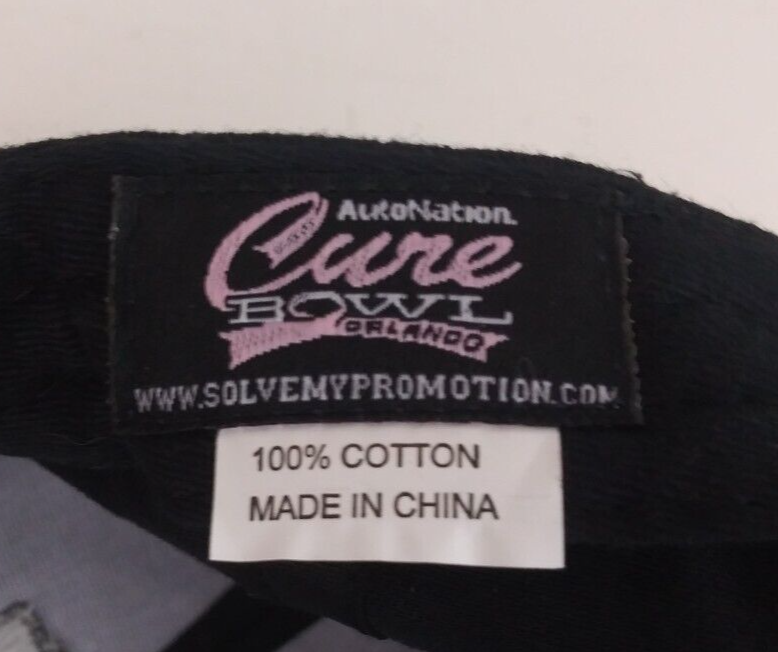 AutoNation.
Cure
BOWL
ORLANDO
WWW.SOLVEMYPROMOTION.COM
100% COTTON
MADE IN CHINA